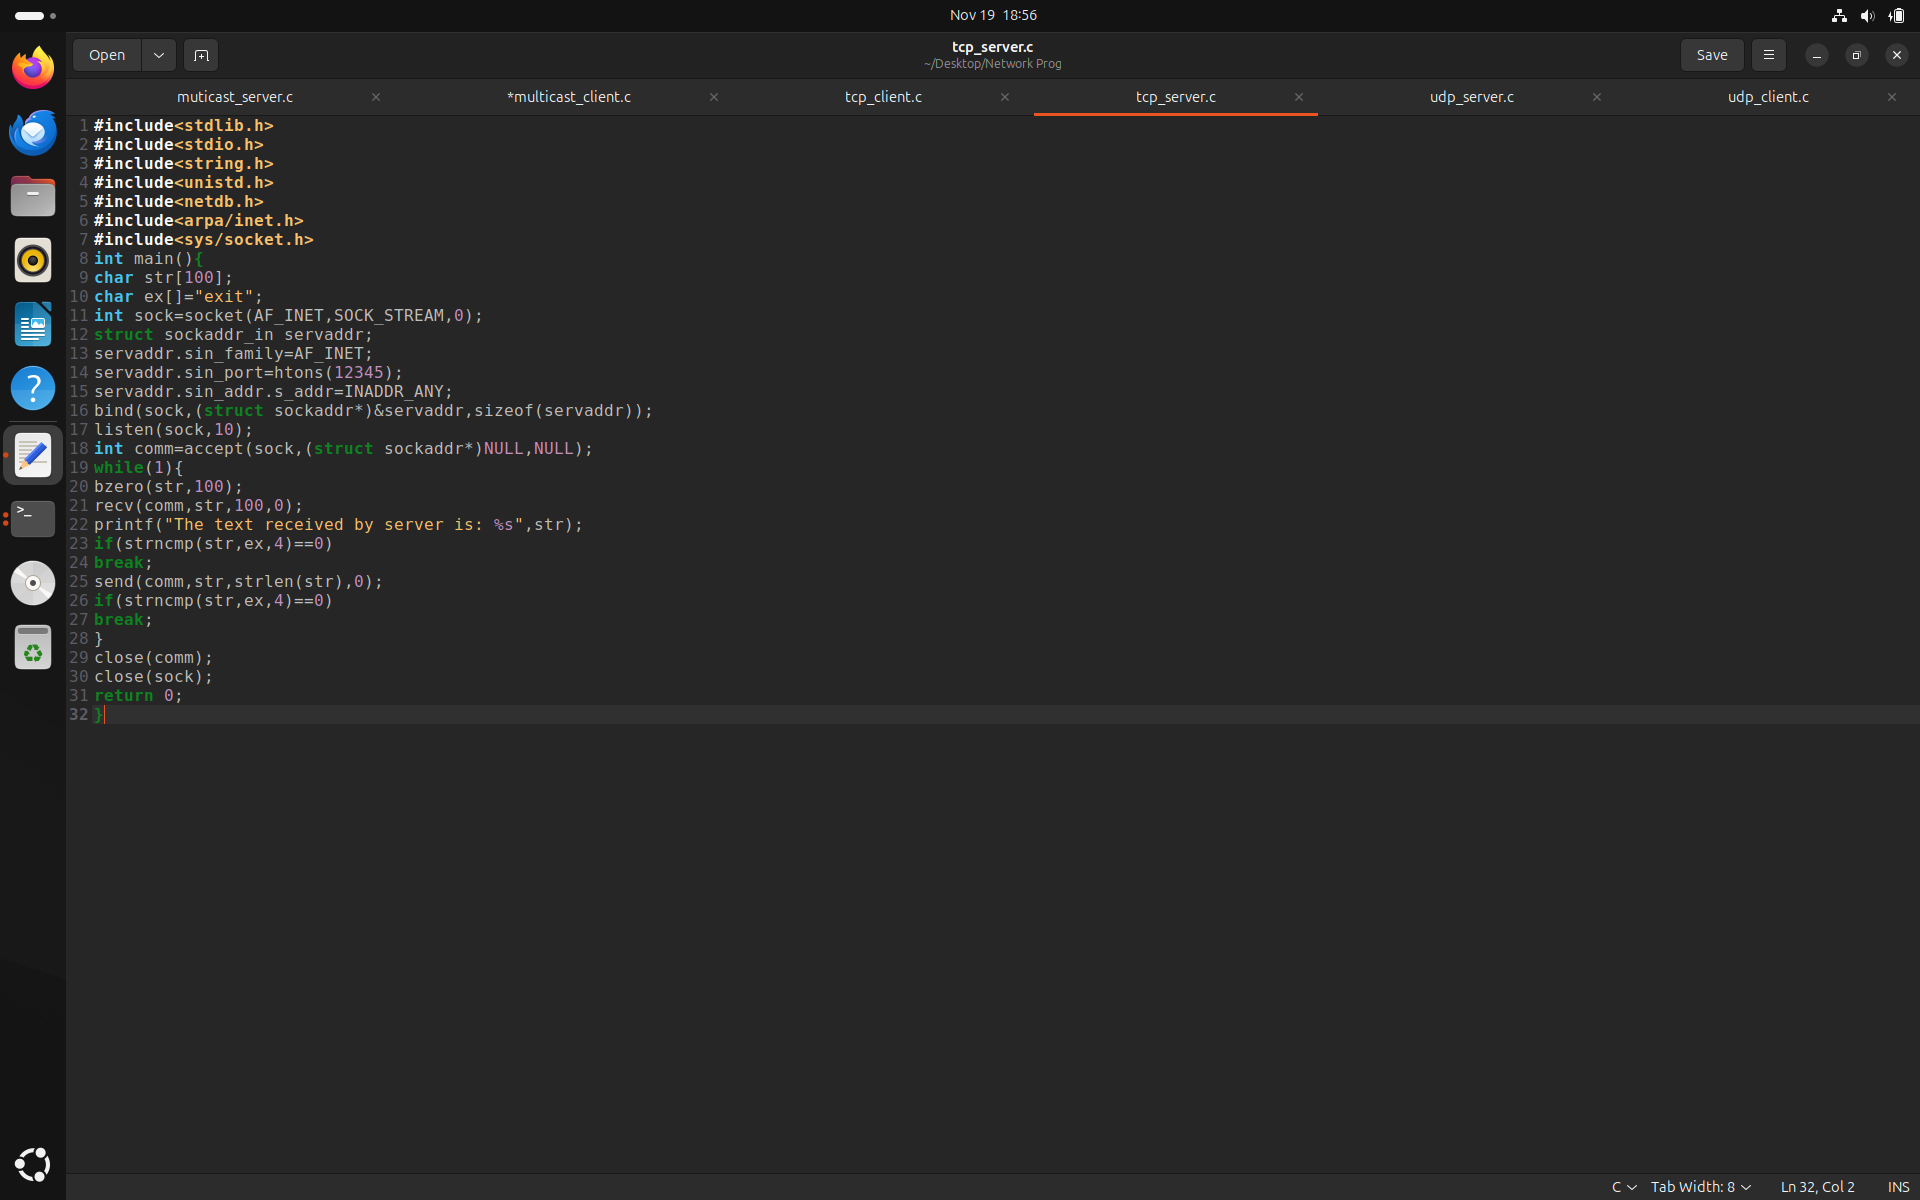 Nov 19 18:56
Open
tcp_server.c
~/Desktop/Network Prog
Save
muticast_server.c
*multicast_client.c
tcp_client.c
tcp_server.c
udp_server.c
udp_client.c
1 #include<stdlib.h>
2 #include<stdio.h>
3 #include<string.h>
4 #include<unistd.h>
5 #include<netdb.h>
6 #include<arpa/inet.h>
7 #include<sys/socket.h>
8 int main(){
9 char str[100];
10 char ex[]="exit";
11 int sock=socket(AF_INET,SOCK_STREAM,0);
12 struct sockaddr_in servaddr;
13 servaddr.sin_family=AF_INET;
14 servaddr.sin_port=htons(12345);
15 servaddr.sin_addr.s_addr=INADDR_ANY;
16 bind(sock,(struct sockaddr*)&servaddr,sizeof(servaddr));
17 listen(sock,10);
18 int comm=accept(sock,(struct sockaddr*)NULL,NULL);
19 while(1){
20 bzero(str,100);
21 recv(comm,str,100,0);
22 printf("The text received by server is: %s",str);
23 if(strncmp(str,ex,4)==0)
24 break;
25 send(comm,str,strlen(str),0);
26 if(strncmp(str,ex,4)==0)
27 break;
28 }
29 close(comm);
30 close(sock);
31 return 0;
32 }
C
Tab Width: 8
Ln 32, Col 2
INS